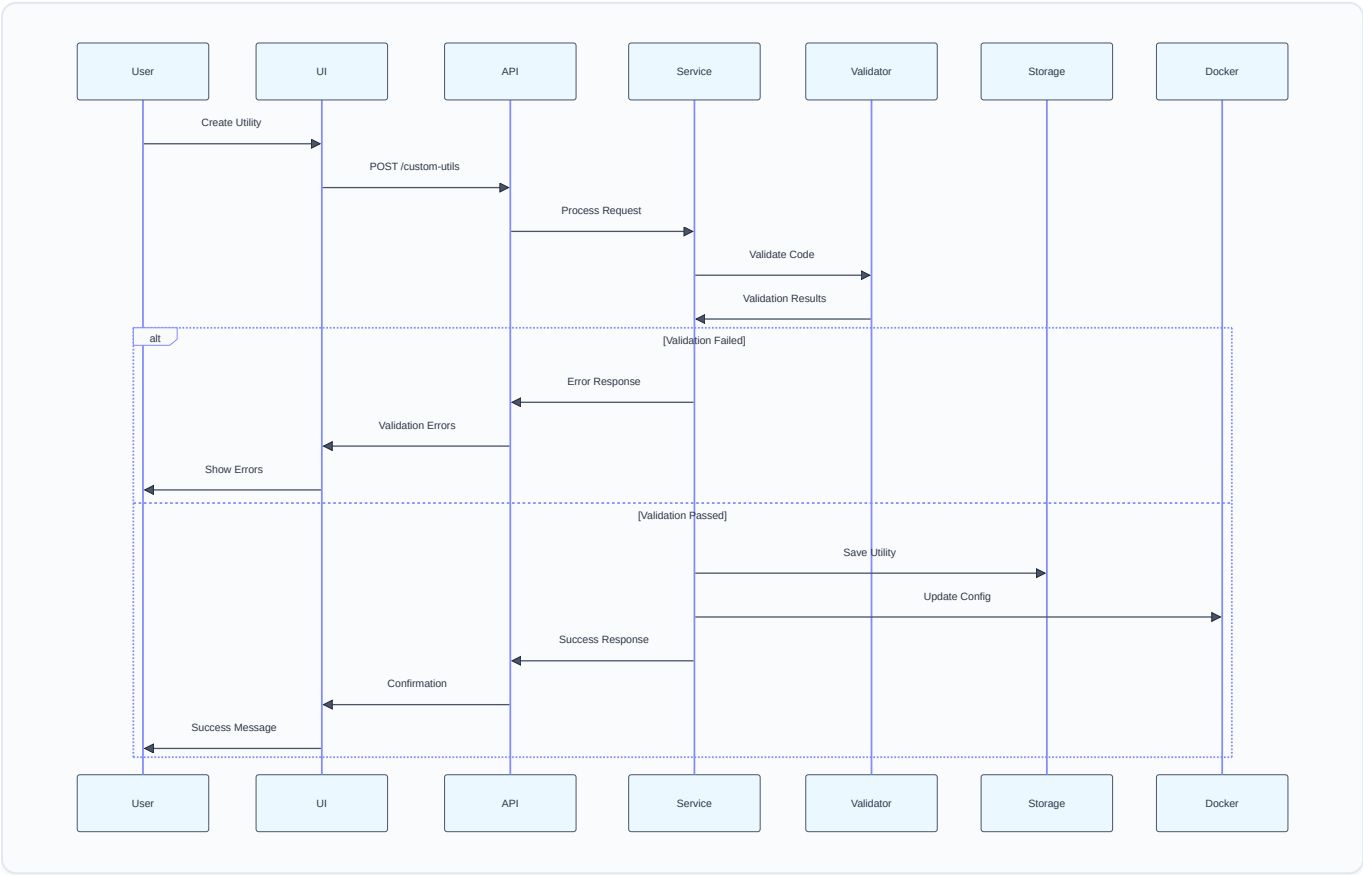 User
UI
API
Service
Validator
Storage
Docker
Create Utility
POST /custom-utils
Process Request
Validate Code
Validation Results
alt
[Validation Failed]
Error Response
Validation Errors
Show Errors
[Validation Passed]
Save Utility
Update Config
Success Response
Confirmation
Success Message
User
UI
API
Service
Validator
Storage
Docker